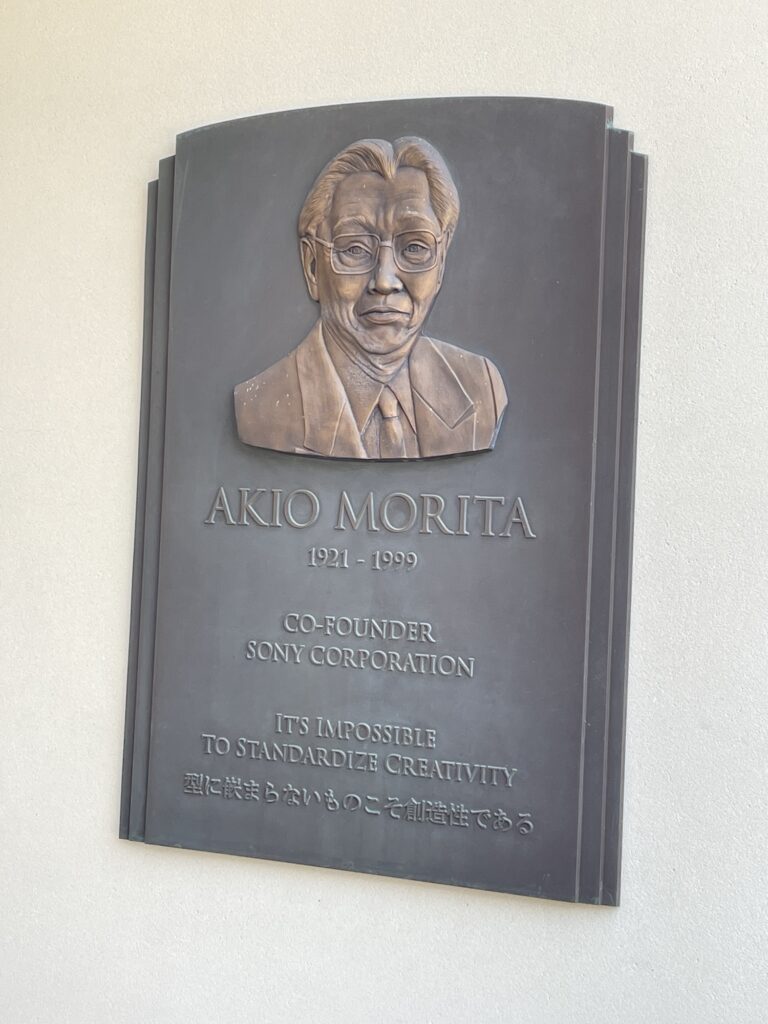 AKIO MORITA
1921 - 1999
CO-FOUNDER
SONY CORPORATION
IT'S IMPOSSIBLE
TO STANDARDIZE CREATIVITY
型に嵌まらないものこそ創造性である